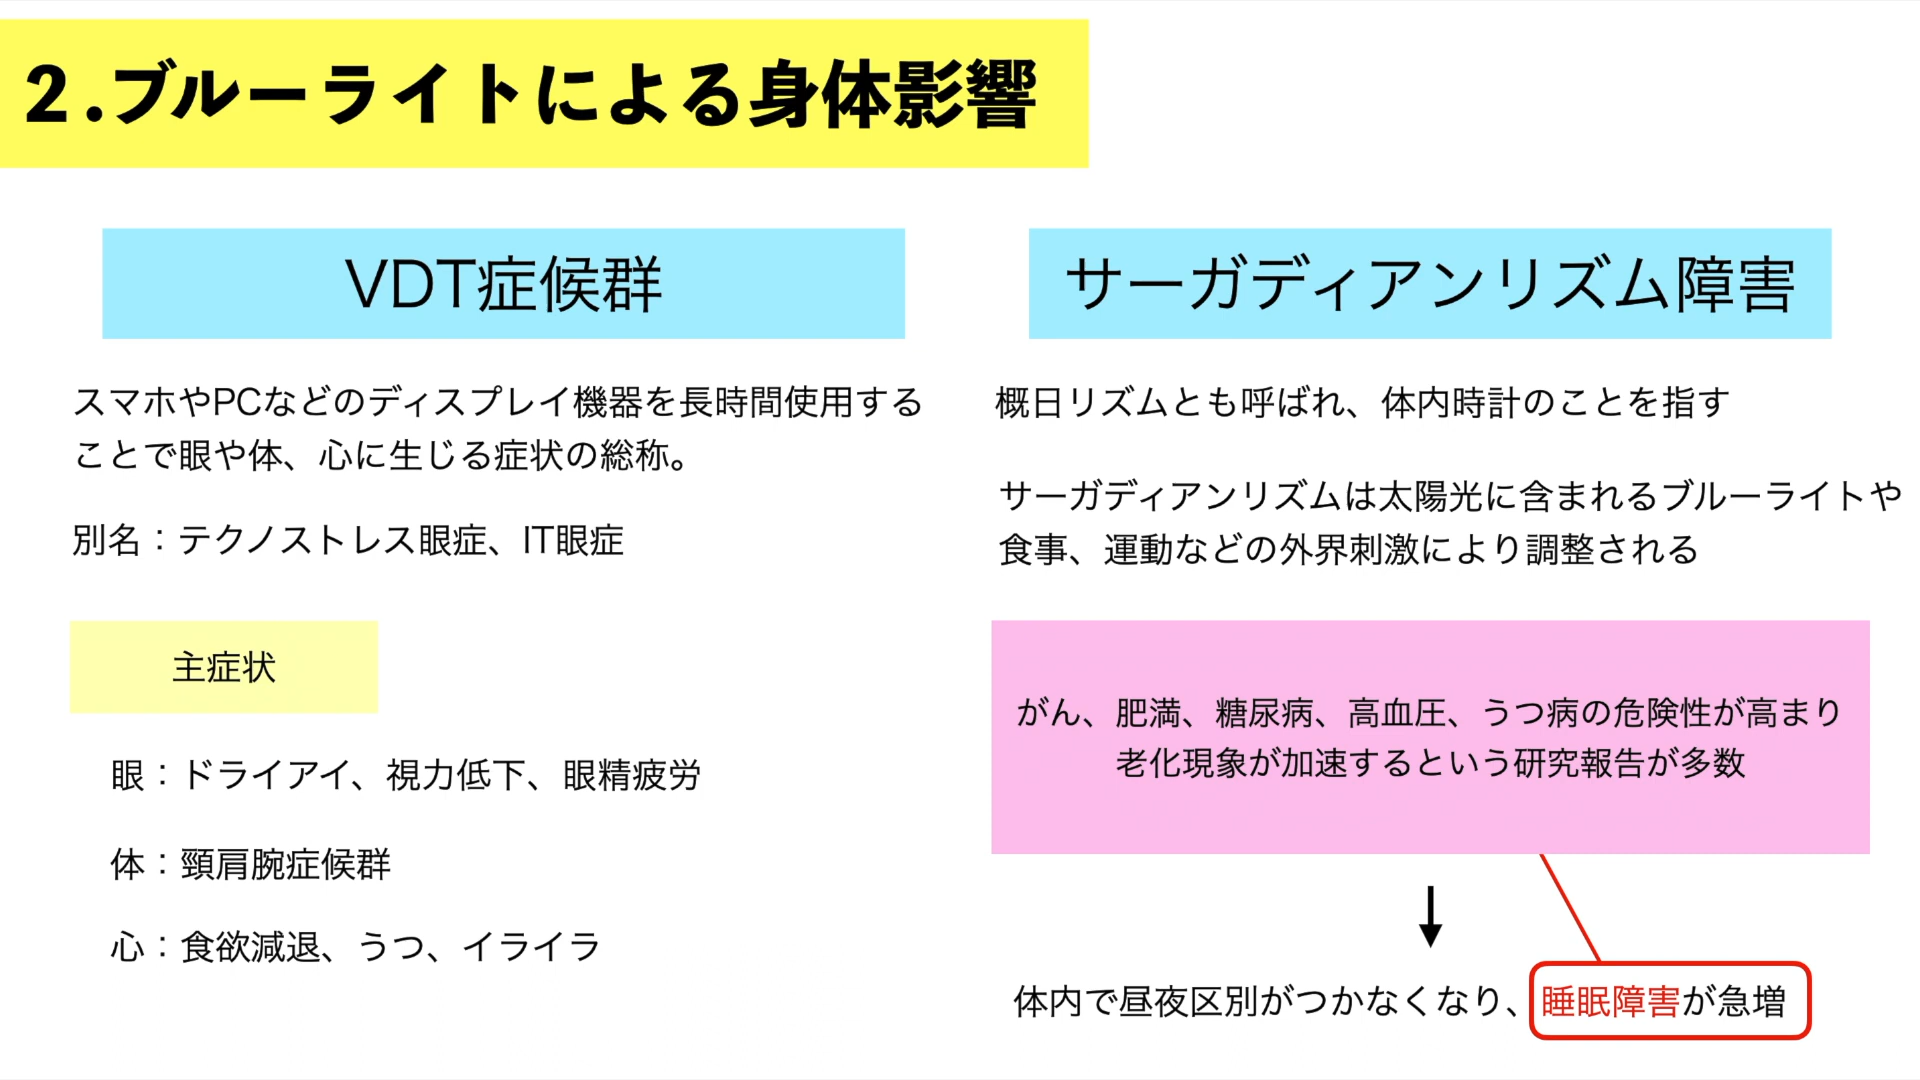 2.ブルーライトによる身体影響
VDT症候群
スマホやPCなどのディスプレイ機器を長時間使用する
ことで眼や体、心に生じる症状の総称。
別名：テクノストレス眼症、IT眼症
主症状
眼：ドライアイ、視力低下、眼精疲労
体：頸肩腕症候群
心：食欲減退、うつ、イライラ
サーガディアンリズム障害
概日リズムとも呼ばれ、体内時計のことを指す
サーガディアンリズムは太陽光に含まれるブルーライトや
食事、運動などの外界刺激により調整される
がん、肥満、糖尿病、高血圧、うつ病の危険性が高まり
老化現象が加速するという研究報告が多数
体内で昼夜区別がつかなくなり、睡眠障害が急増